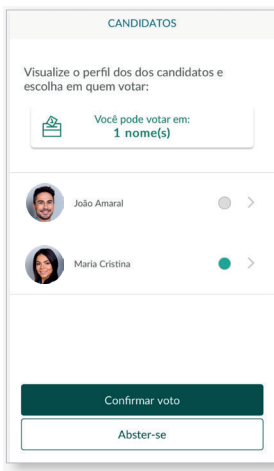 CANDIDATOS
Visualize o perfil dos dos candidatos e
escolha em quem votar:
Você pode votar em:
1 nome(s)
João Amaral
Maria Cristina
Confirmar voto
Abster-se